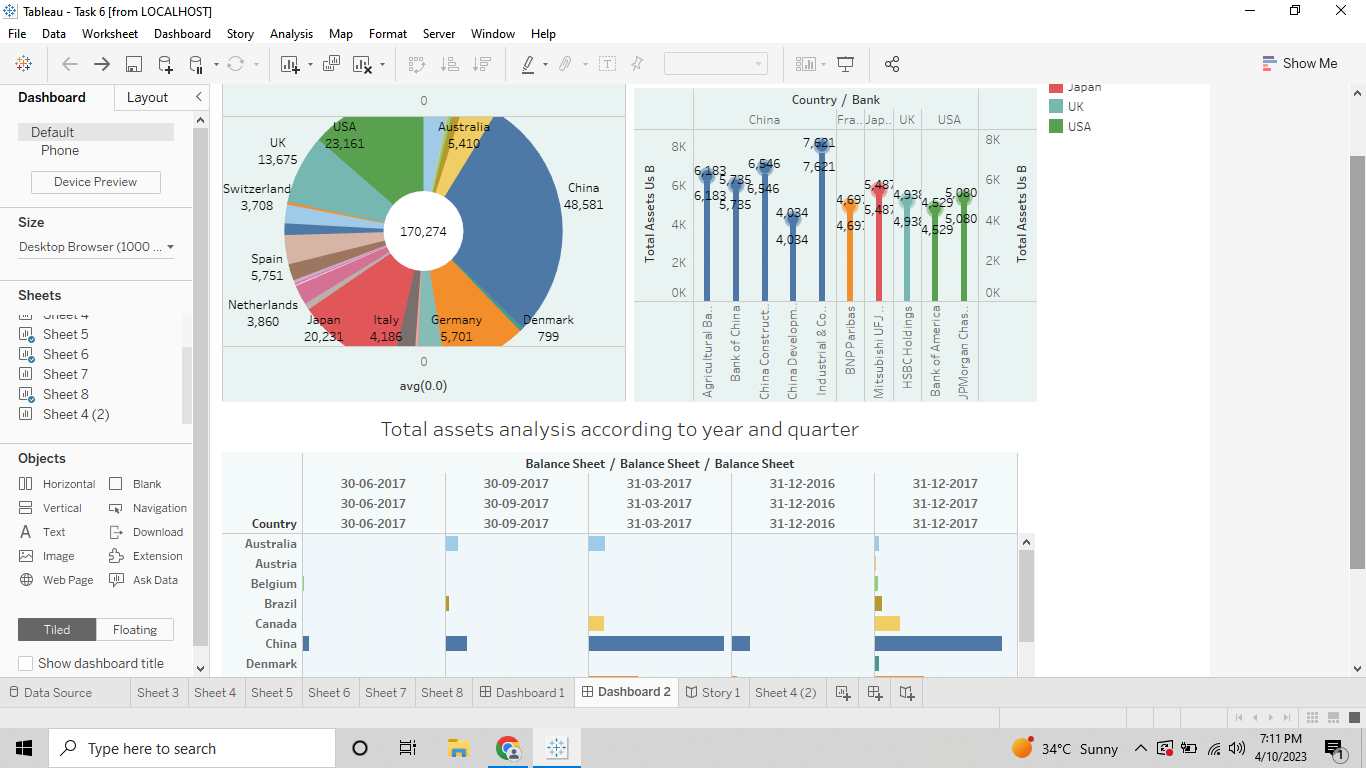 Tableau - Task 6 [from LOCALHOST]
File Data Worksheet Dashboard Story Analysis Map Format Server Window Help
Show Me
Dashboard Layout
Default
Phone
Device Preview
Size
Desktop Browser (1000 ...
Sheets
Sheet 4
Sheet 5
Sheet 6
Sheet 7
Sheet 8
Sheet 4 (2)
Objects
Horizontal Blank
Vertical Navigation
Text Download
Image Extension
Web Page Ask Data
Tiled Floating
Show dashboard title
0
USA
23,161
Australia
5,410
UK
13,675
China
48,581
Switzerland
3,708
170,274
Spain
5,751
Netherlands
3,860
Japan
20,231
Italy
4,186
Germany
5,701
Denmark
799
0
avg(0.0)
Country / Bank
China Fra.. Jap.. UK USA
Total Assets Us B
8K
6K
4K
2K
0K
6,183
6,183
5,735
5,735
6,546
6,546
4,034
4,034
7,621
7,621
4,697
4,697
5,487
5,487
4,938
4,938
4,529
4,529
5,080
5,080
8K
6K
4K
2K
0K
Total Assets Us B
Agricultural Ba..
Bank of China
China Construct..
China Developm..
Industrial & Co..
BNP Paribas
Mitsubishi UFJ ..
HSBC Holdings
Bank of America
JPMorgan Chas..
Japan
UK
USA
Total assets analysis according to year and quarter
Balance Sheet / Balance Sheet / Balance Sheet
30-06-2017 30-09-2017 31-03-2017 31-12-2016 31-12-2017
30-06-2017 30-09-2017 31-03-2017 31-12-2016 31-12-2017
Country 30-06-2017 30-09-2017 31-03-2017 31-12-2016 31-12-2017
Australia
Austria
Belgium
Brazil
Canada
China
Denmark
Data Source Sheet 3 Sheet 4 Sheet 5 Sheet 6 Sheet 7 Sheet 8 Dashboard 1 Dashboard 2 Story 1 Sheet 4 (2)
Type here to search
34°C Sunny
7:11 PM
4/10/2023
1